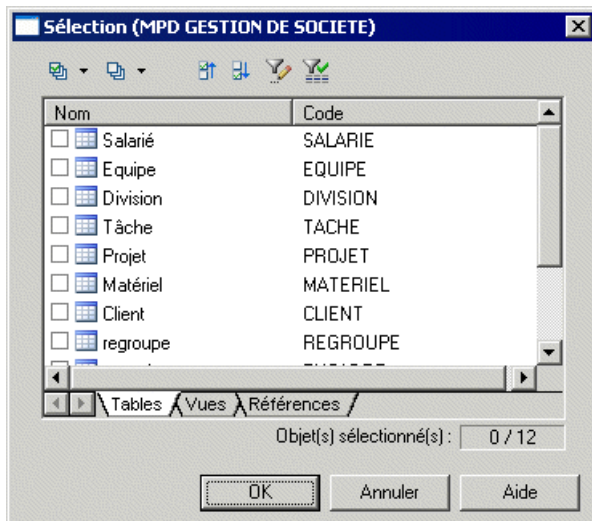 Sélection (MPD GESTION DE SOCIETE)
Nom Code
Salarié SALARIE
Equipe EQUIPE
Division DIVISION
Tâche TACHE
Projet PROJET
Matériel MATERIEL
Client CLIENT
regroupe REGROUPE
Tables Vues Références
Objet(s) sélectionné(s) : 0 / 12
OK Annuler Aide